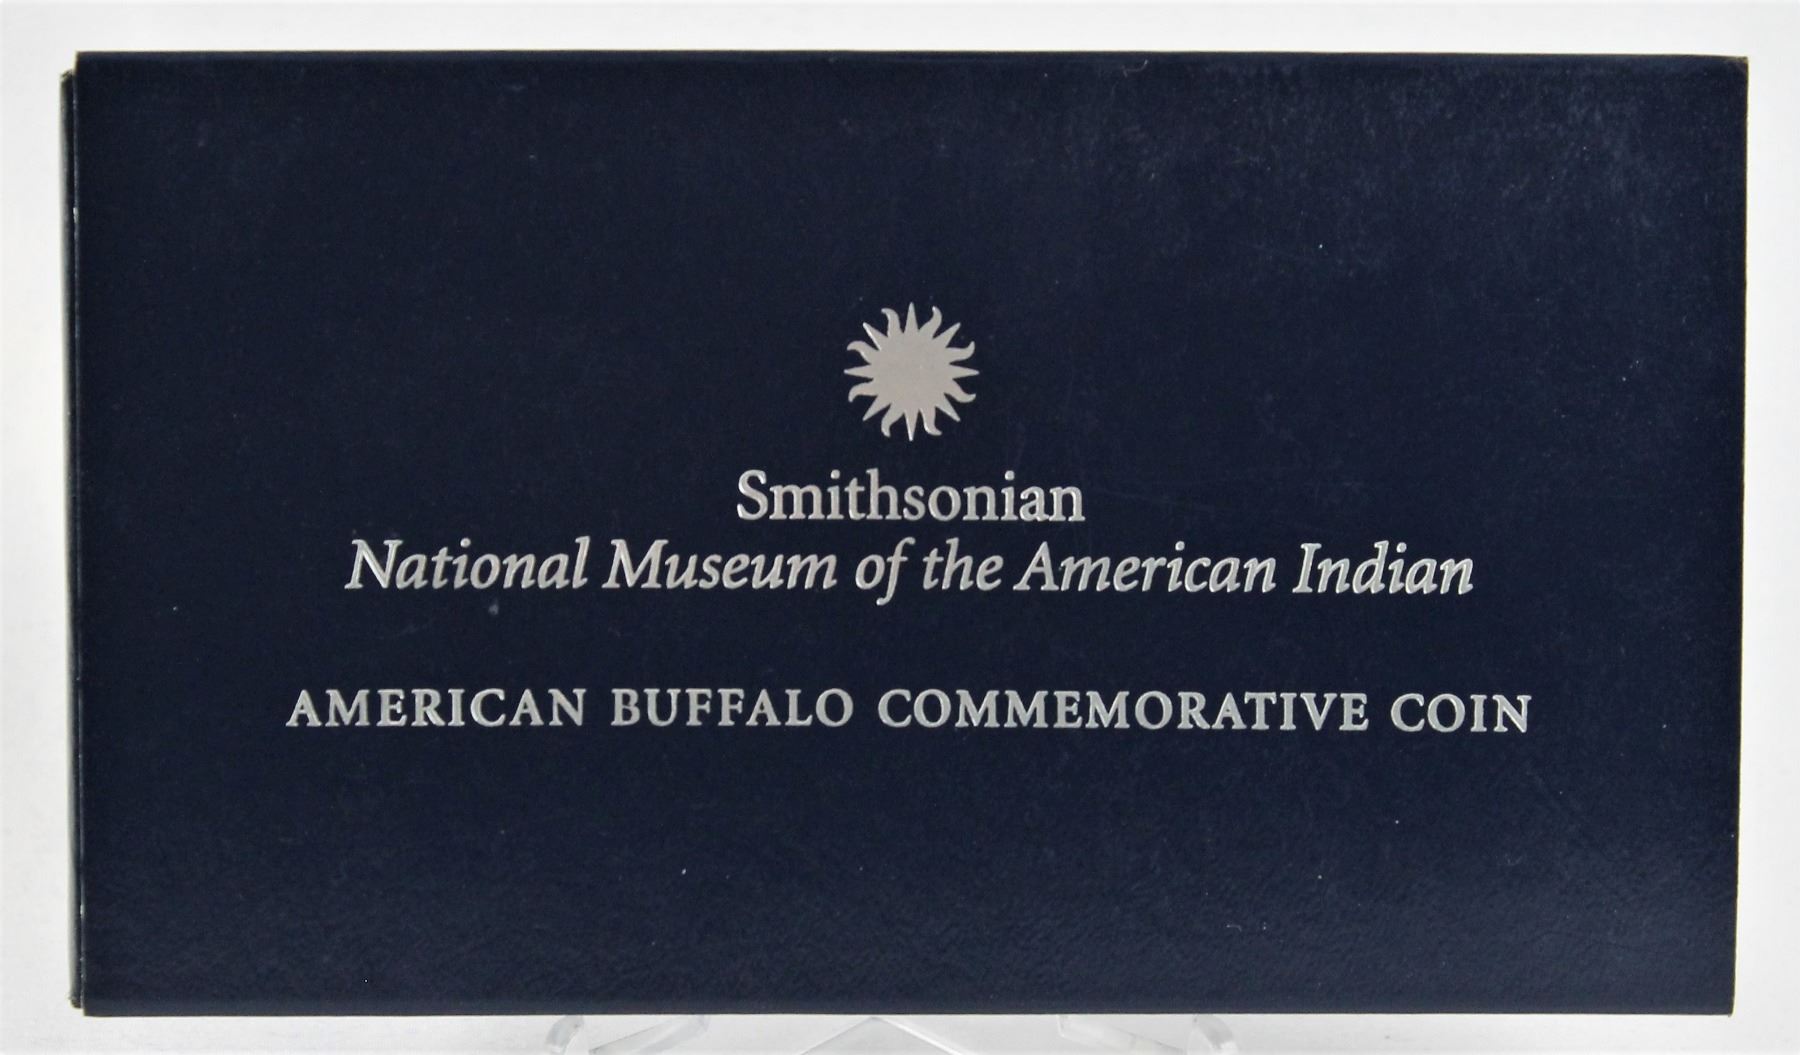 Smithsonian
National Museum of the American Indian
AMERICAN BUFFALO COMMEMORATIVE COIN